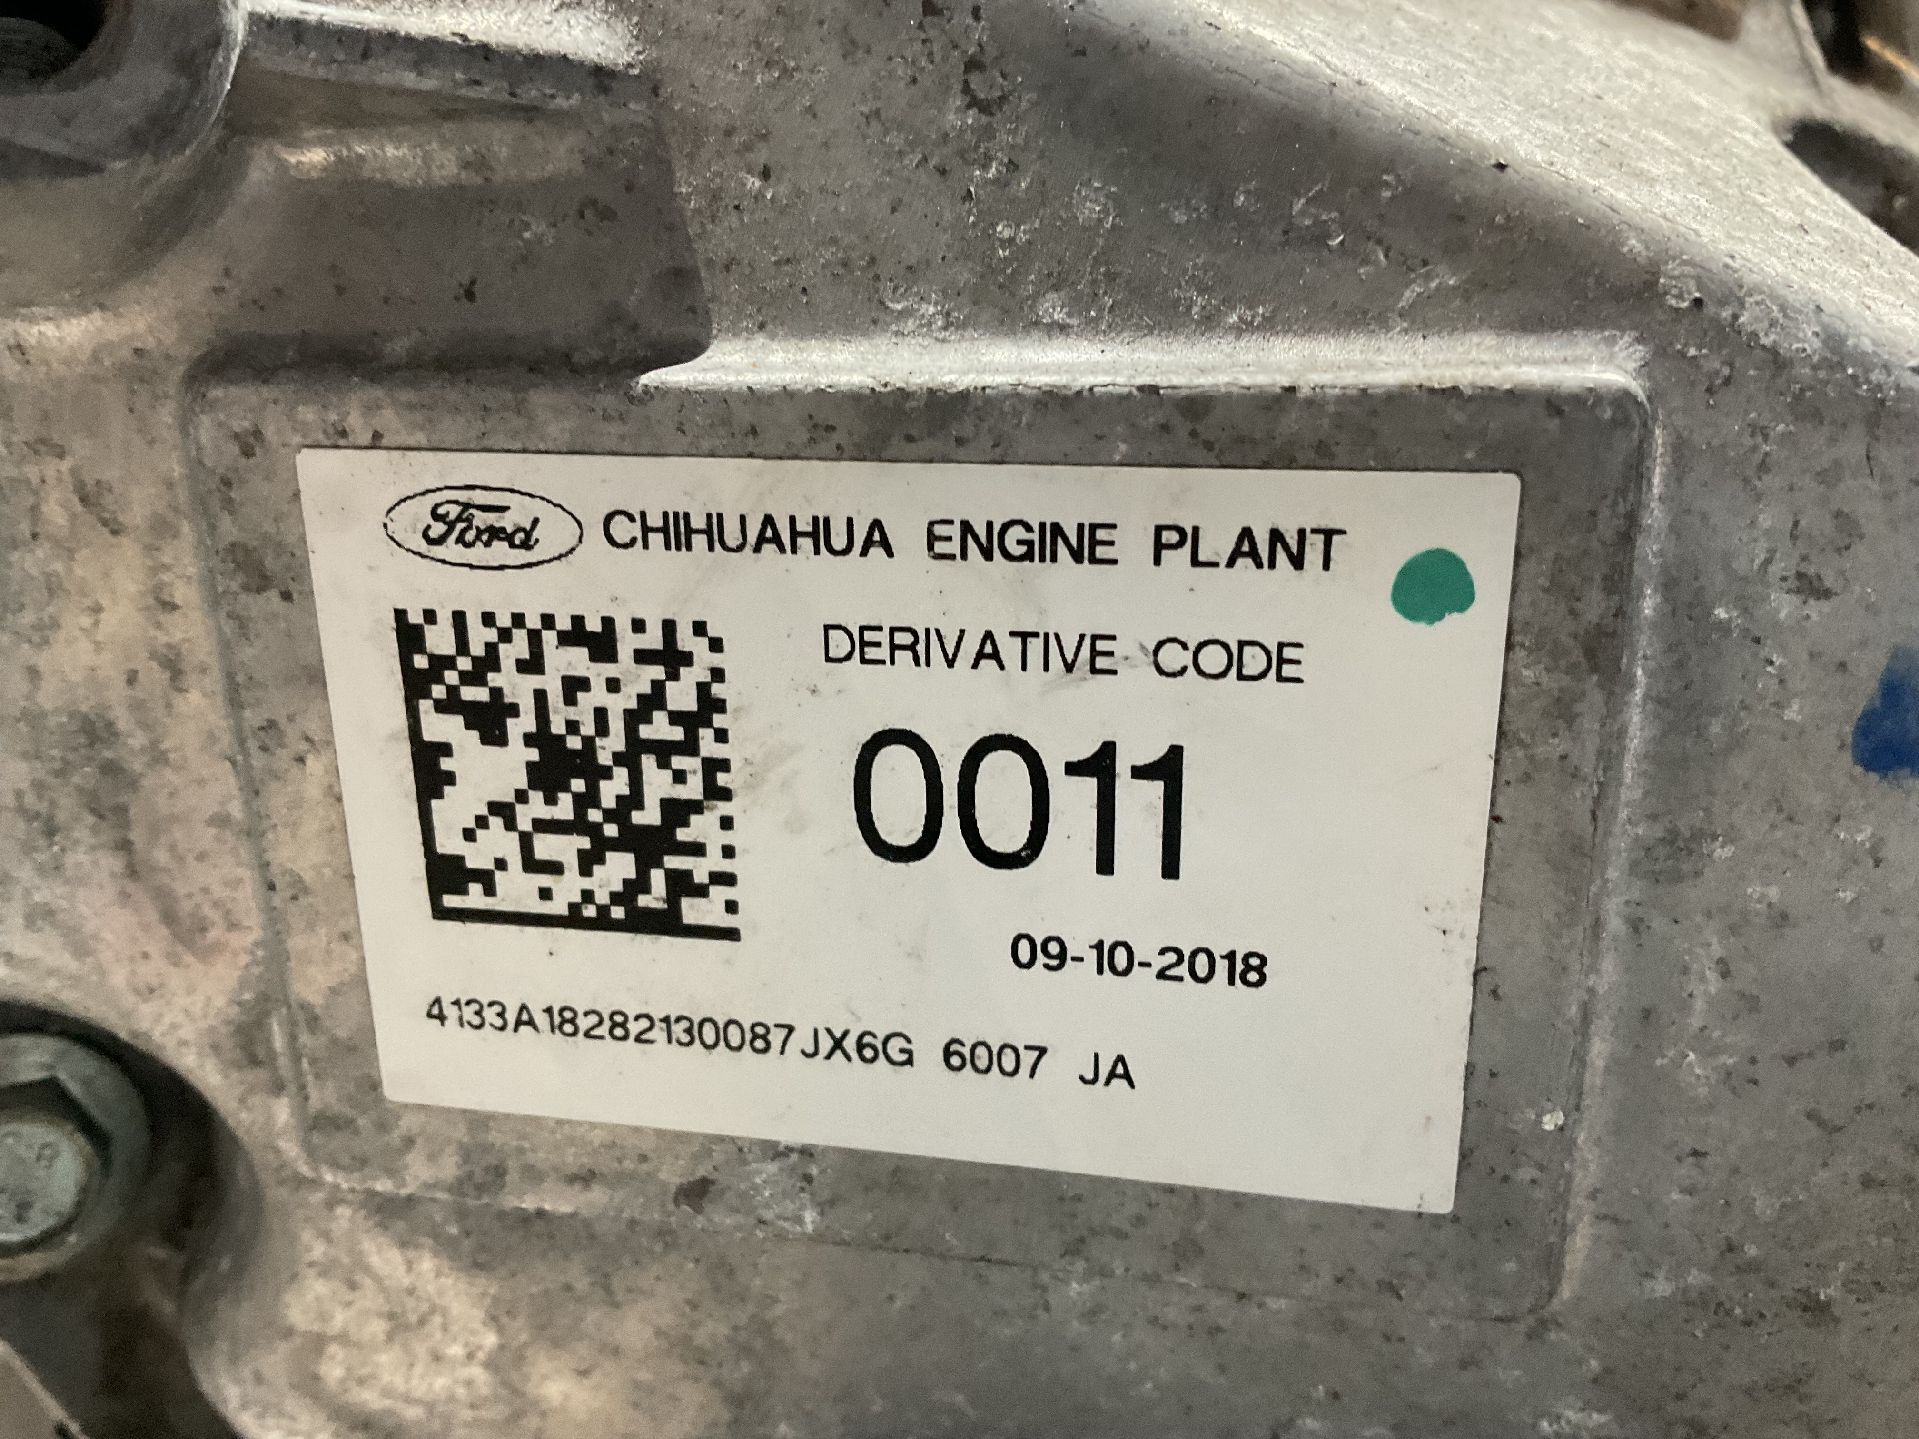 Ford CHIHUAHUA ENGINE PLANT
DERIVATIVE CODE
0011
09-10-2018
4133A18282130087JX6G 6007 JA